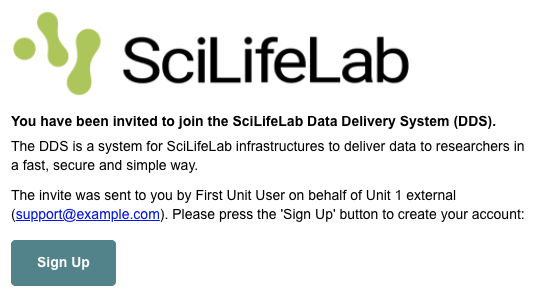 SciLifeLab
You have been invited to join the SciLifeLab Data Delivery System (DDS).
The DDS is a system for SciLifeLab infrastructures to deliver data to researchers in
a fast, secure and simple way.
The invite was sent to you by First Unit User on behalf of Unit 1 external
(support@example.com). Please press the 'Sign Up' button to create your account:
Sign Up